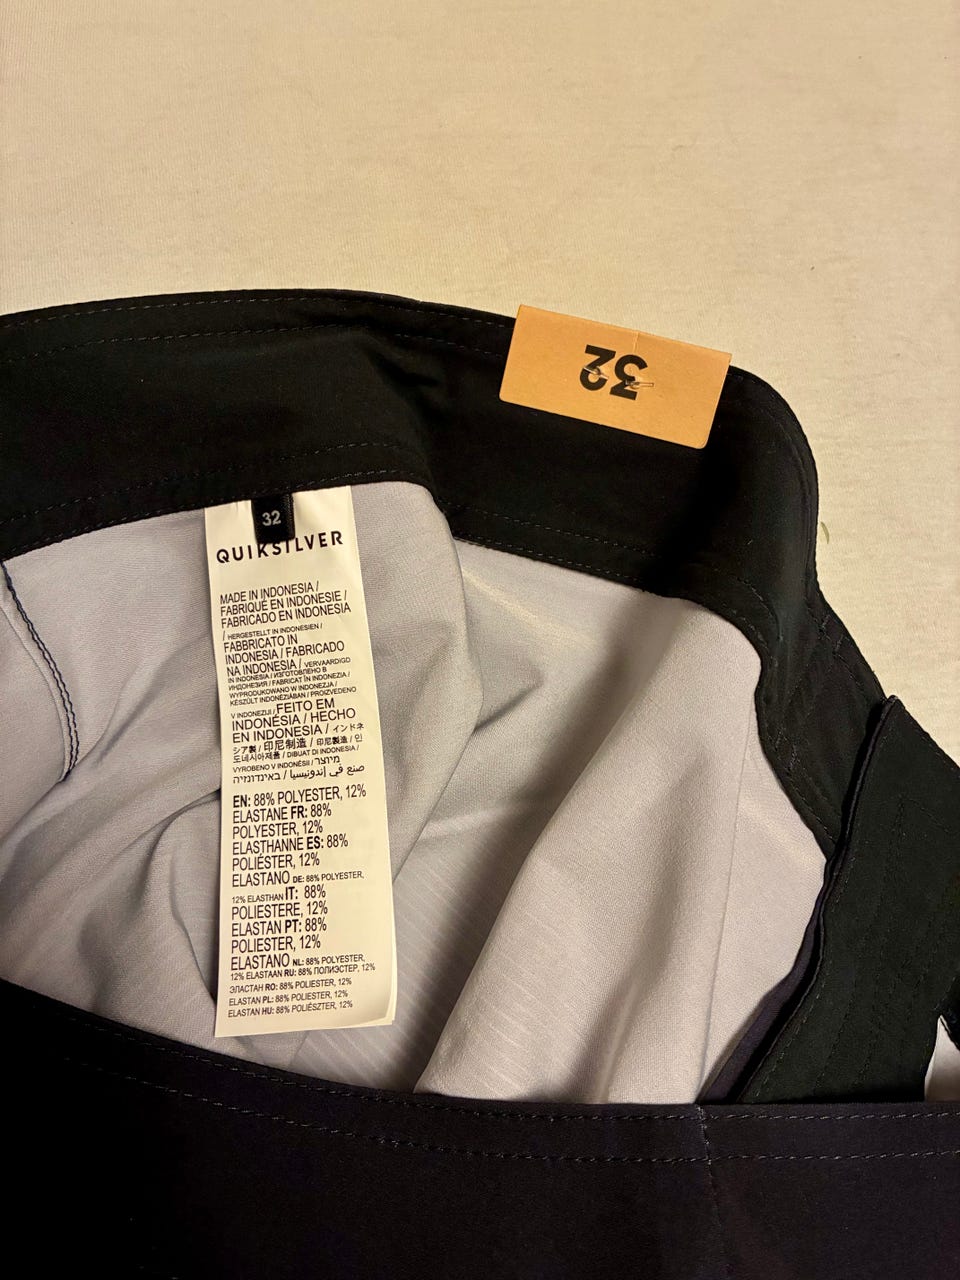 32
32
QUIKSILVER
MADE IN INDONESIA /
FABRIQUÉ EN INDONESIE /
FABRICADO EN INDONESIA
/ HERGESTELLT IN INDONESIEN /
FABBRICATO IN
INDONESIA / FABRICADO
NA INDONESIA / VERVAARDIGD
IN INDONESIA / ИЗГОТОВЛЕНО В
ИНДОНЕЗИИ / FABRICAT ÎN INDONEZIA /
WYPRODUKOWANO W INDONEZJA /
KÉSZÜLT INDONÉZIÁBAN / PROIZVEDENO
V INDONEZIJI / FEITO EM
INDONÉSIA / HECHO
EN INDONESIA / インドネ
シア製 / 印尼制造 / 印尼製造 / 인
도네시아제품 / DIBUAT DI INDONESIA /
VYROBENO V INDONÉSII / מיוצר
באינדונזיה / صنع في إندونيسيا
EN: 88% POLYESTER, 12%
ELASTANE FR: 88%
POLYESTER, 12%
ELASTHANNE ES: 88%
POLIÉSTER, 12%
ELASTANO DE: 88% POLYESTER,
12% ELASTHAN IT: 88%
POLIESTERE, 12%
ELASTAN PT: 88%
POLIESTER, 12%
ELASTANO NL: 88% POLYESTER,
12% ELASTAAN RU: 88% ПОЛИЭСТЕР, 12%
ЭЛАСТАН RO: 88% POLIESTER, 12%
ELASTAN PL: 88% POLIESTER, 12%
ELASTAN HU: 88% POLIÉSZTER, 12%